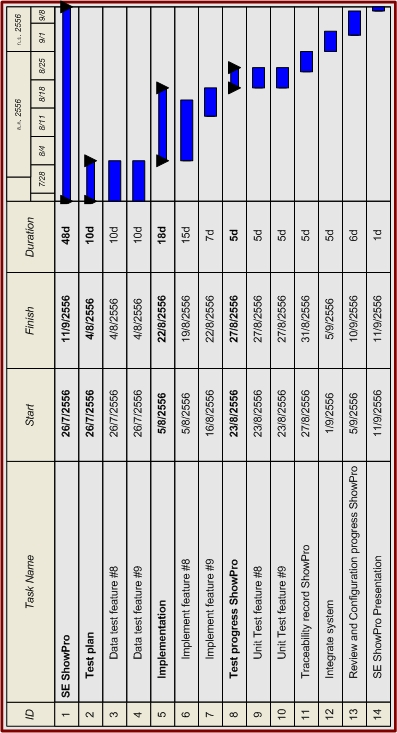 ID Task Name Start Finish Duration n.n. 2556 n.n. 2556
7/28 8/4 8/11 8/18 8/25 9/1 9/8
1 SE ShowPro 26/7/2556 11/9/2556 48d
2 Test plan 26/7/2556 4/8/2556 10d
3 Data test feature #8 26/7/2556 4/8/2556 10d
4 Data test feature #9 26/7/2556 4/8/2556 10d
5 Implementation 5/8/2556 22/8/2556 18d
6 Implement feature #8 5/8/2556 19/8/2556 15d
7 Implement feature #9 16/8/2556 22/8/2556 7d
8 Test progress ShowPro 23/8/2556 27/8/2556 5d
9 Unit Test feature #8 23/8/2556 27/8/2556 5d
10 Unit Test feature #9 23/8/2556 27/8/2556 5d
11 Traceability record ShowPro 27/8/2556 31/8/2556 5d
12 Integrate system 1/9/2556 5/9/2556 5d
13 Review and Configuration progress ShowPro 5/9/2556 10/9/2556 6d
14 SE ShowPro Presentation 11/9/2556 11/9/2556 1d